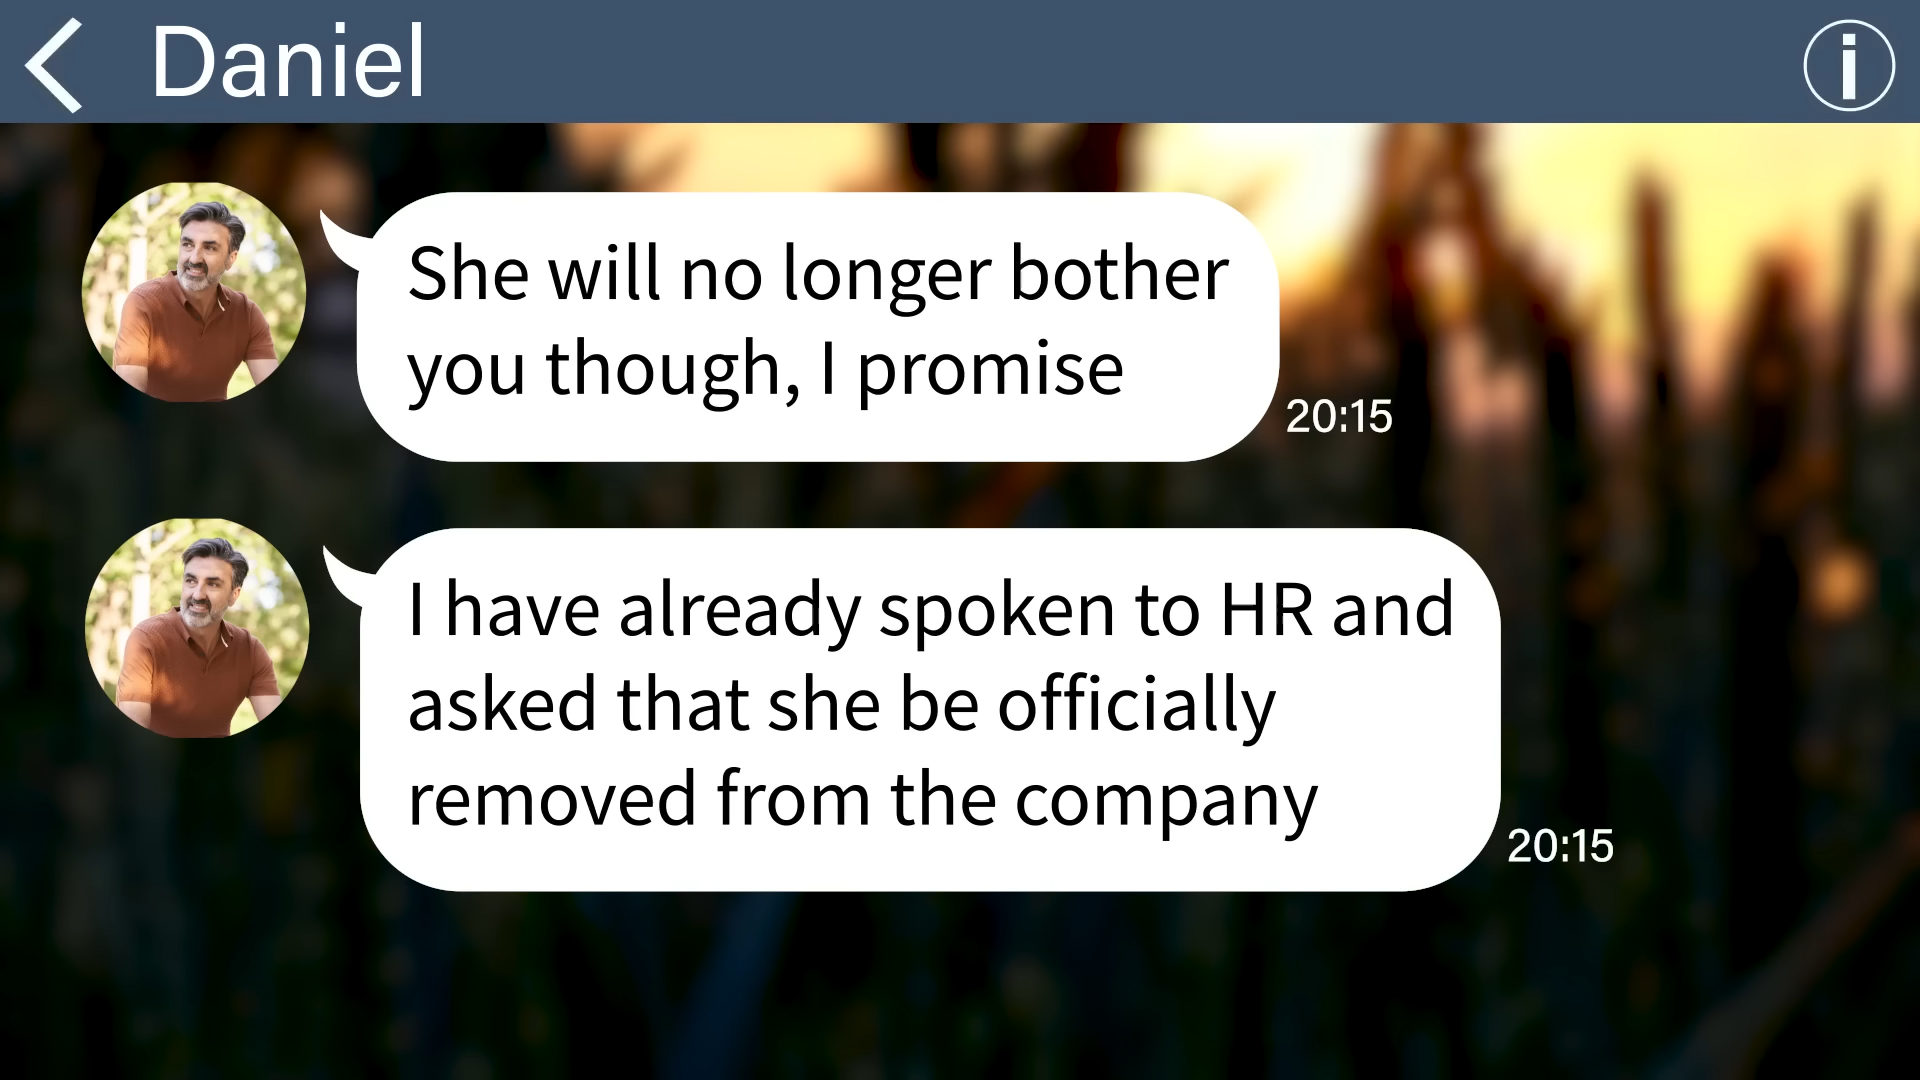 Daniel
She will no longer bother
you though, I promise
20:15
I have already spoken to HR and
asked that she be officially
removed from the company
20:15